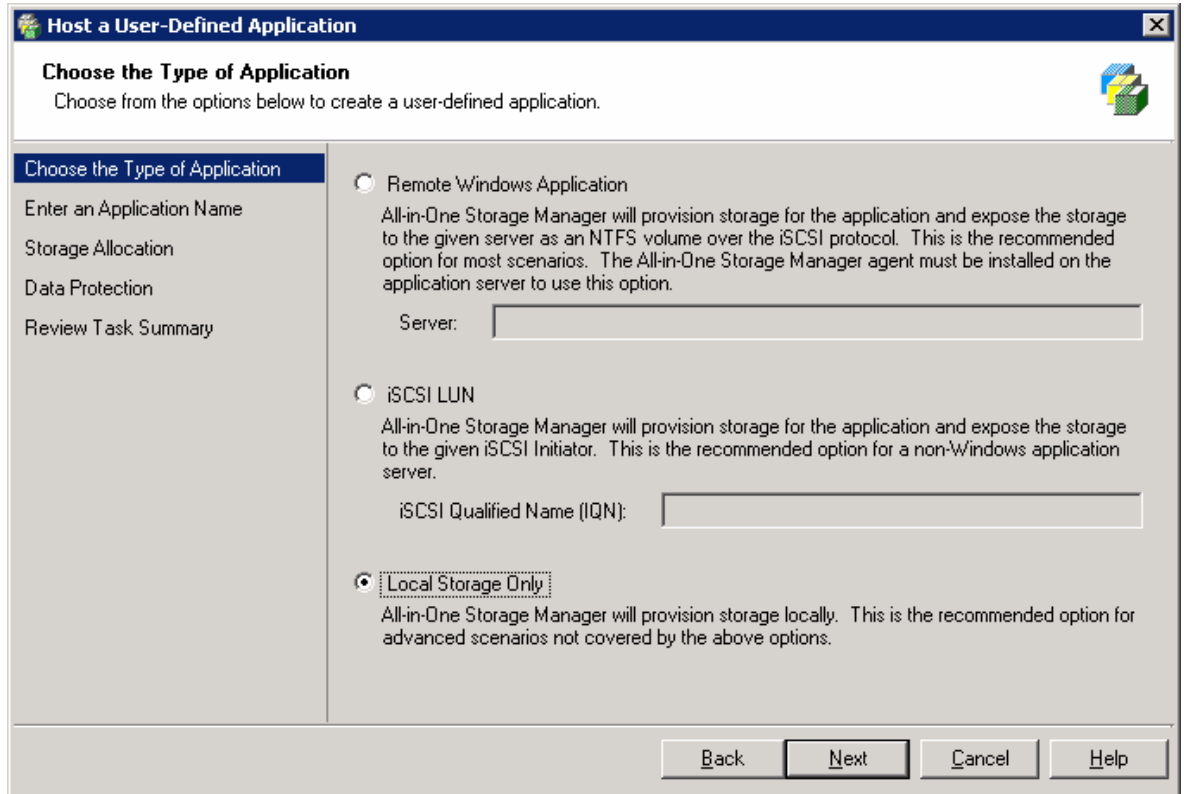 Host a User-Defined Application
Choose the Type of Application
Choose from the options below to create a user-defined application.
Choose the Type of Application
Enter an Application Name
Storage Allocation
Data Protection
Review Task Summary
Remote Windows Application
All-in-One Storage Manager will provision storage for the application and expose the storage
to the given server as an NTFS volume over the iSCSI protocol. This is the recommended
option for most scenarios. The All-in-One Storage Manager agent must be installed on the
application server to use this option.
Server:
iSCSI LUN
All-in-One Storage Manager will provision storage for the application and expose the storage
to the given iSCSI Initiator. This is the recommended option for a non-Windows application
server.
iSCSI Qualified Name (IQN):
Local Storage Only
All-in-One Storage Manager will provision storage locally. This is the recommended option for
advanced scenarios not covered by the above options.
Back
Next
Cancel
Help